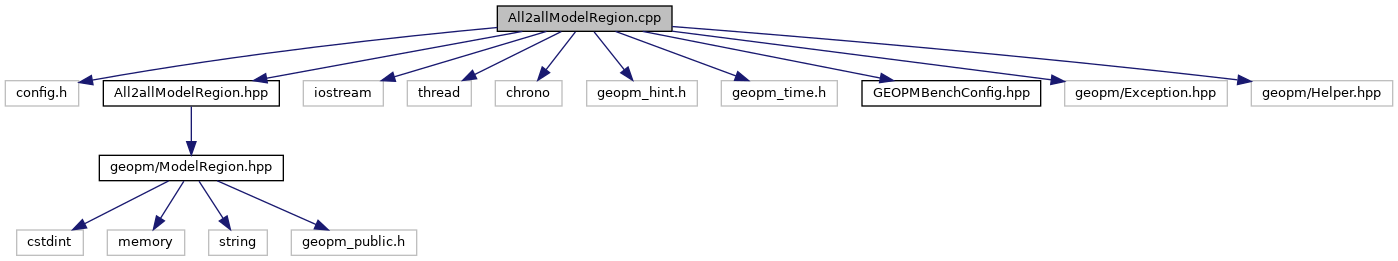 All2allModelRegion.cpp
config.h
All2allModelRegion.hpp
iostream
thread
chrono
geopm_hint.h
geopm_time.h
GEOPMBenchConfig.hpp
geopm/Exception.hpp
geopm/Helper.hpp
geopm/ModelRegion.hpp
cstdint
memory
string
geopm_public.h